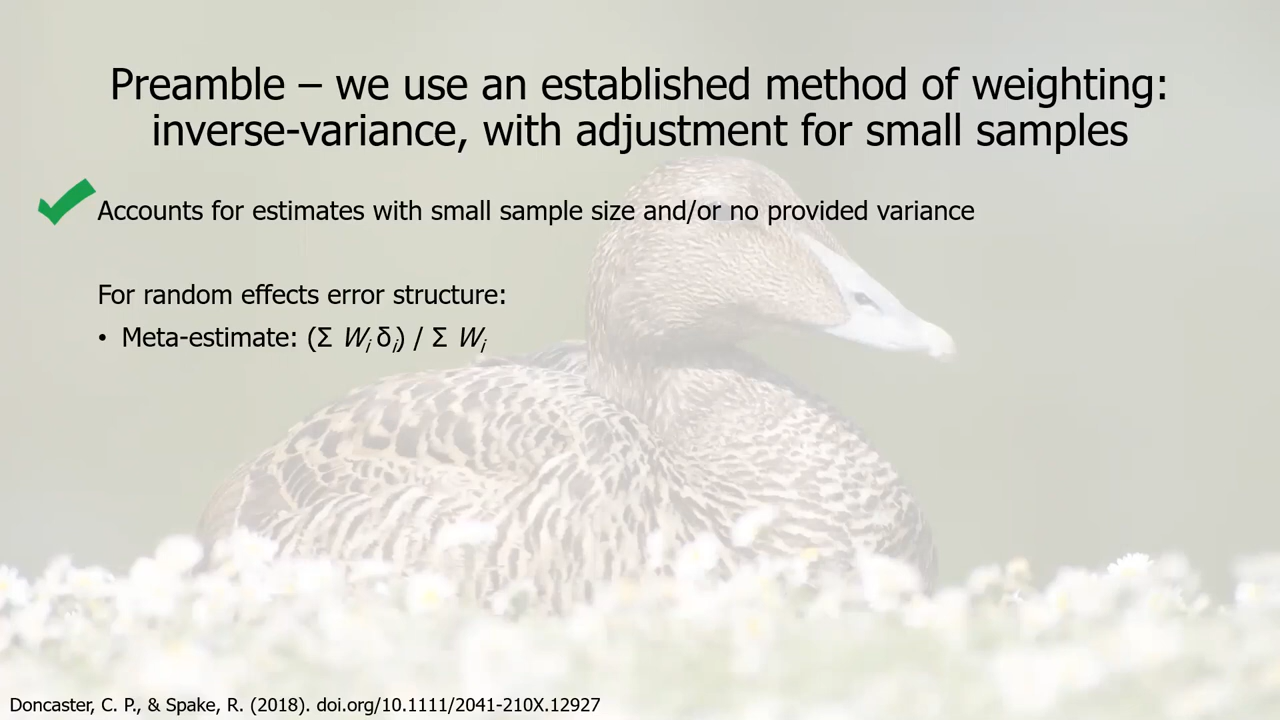 Preamble – we use an established method of weighting:
inverse-variance, with adjustment for small samples
Accounts for estimates with small sample size and/or no provided variance
For random effects error structure:
• Meta-estimate: (Σ Wi δi) / Σ Wi
Doncaster, C. P., & Spake, R. (2018). doi.org/10.1111/2041-210X.12927